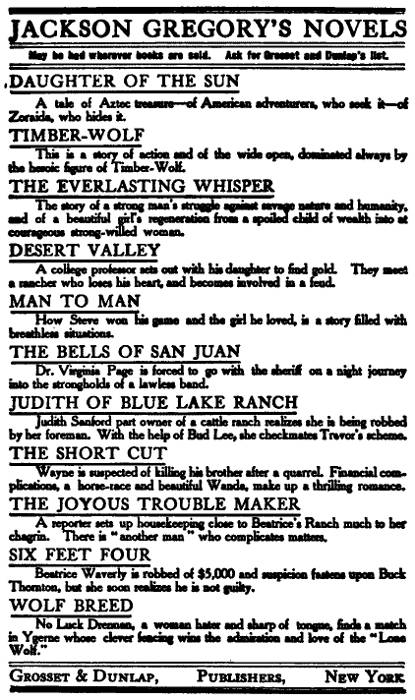 JACKSON GREGORY'S NOVELS
May be had wherever books are sold. Ask for Grosset and Dunlap's list.
DAUGHTER OF THE SUN
A tale of Aztec treasure—of American adventurers, who seek it—of
Zoraida, who hides it.
TIMBER-WOLF
This is a story of action and of the wide open, dominated always by
the heroic figure of Timber-Wolf.
THE EVERLASTING WHISPER
The story of a strong man's struggle against savage nature and humanity,
and of a beautiful girl's regeneration from a spoiled child of wealth into at
courageous strong-willed woman.
DESERT VALLEY
A college professor sets out with his daughter to find gold. They meet
a rancher who loses his heart, and becomes involved in a feud.
MAN TO MAN
How Steve won his game and the girl he loved, is a story filled with
breathless situations.
THE BELLS OF SAN JUAN
Dr. Virginia Page is forced to go with the sheriff on a night journey
into the strongholds of a lawless band.
JUDITH OF BLUE LAKE RANCH
Judith Sanford part owner of a cattle ranch realizes she is being robbed
by her foreman. With the help of Bud Lee, she checkmates Trevor's scheme.
THE SHORT CUT
Wayne is suspected of killing his brother after a quarrel. Financial com-
plications, a horse-race and beautiful Wanda, make up a thrilling romance.
THE JOYOUS TROUBLE MAKER
A reporter sets up housekeeping close to Beatrice's Ranch much to her
chagrin. There is "another man" who complicates matters.
SIX FEET FOUR
Beatrice Waverly is robbed of $5,000 and suspicion fastens upon Buck
Thornton, but she soon realizes he is not guilty.
WOLF BREED
No Luck Drennan, a woman hater and sharp of tongue, finds a match
in Ygerne whose clever fencing wins the admiration and love of the "Lone
Wolf."
GROSSET & DUNLAP, PUBLISHERS, NEW YORK